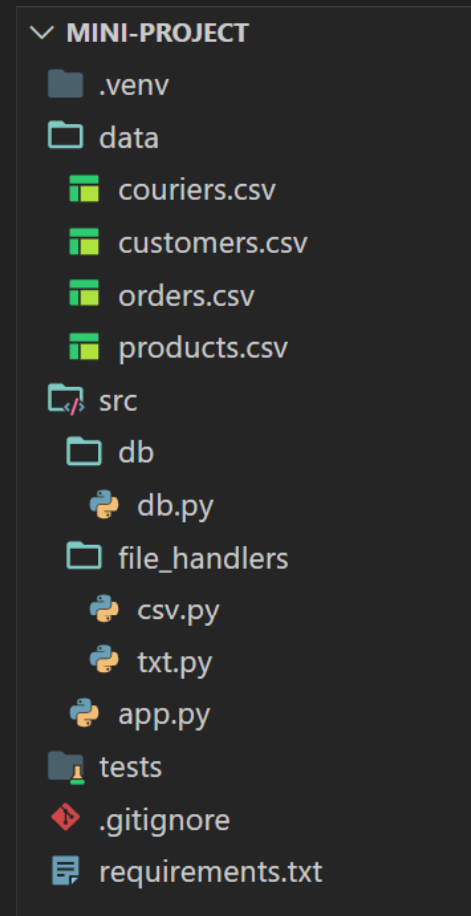 MINI-PROJECT
.venv
data
couriers.csv
customers.csv
orders.csv
products.csv
src
db
db.py
file_handlers
csv.py
txt.py
app.py
tests
.gitignore
requirements.txt